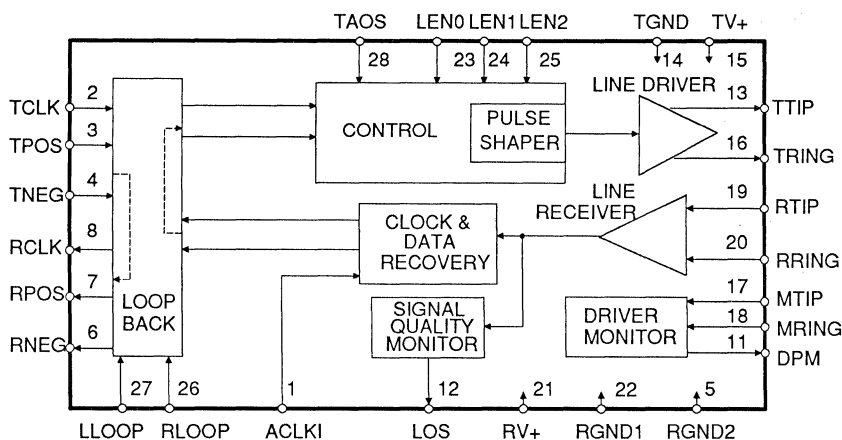 TAOS LEN0 LEN1 LEN2 TGND TV+
28 23 24 25 14 15
LINE DRIVER
TCLK 2
TPOS 3
TNEG 4
RCLK 8
RPOS 7
RNEG 6
LOOP
BACK
CONTROL
PULSE
SHAPER
13 TTIP
16 TRING
LINE
RECEIVER
19 RTIP
20 RRING
CLOCK &
DATA
RECOVERY
SIGNAL
QUALITY
MONITOR
DRIVER
MONITOR
17 MTIP
18 MRING
11 DPM
27 26 1 12 21 22 5
LLOOP RLOOP ACLKI LOS RV+ RGND1 RGND2